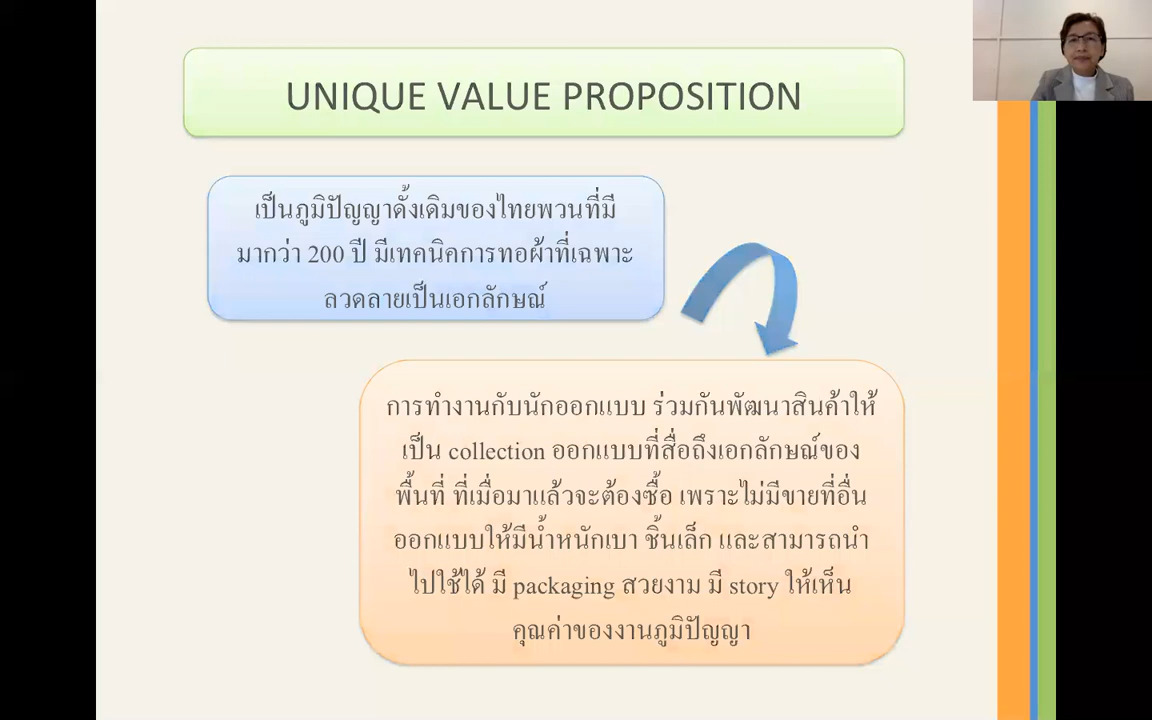 UNIQUE VALUE PROPOSITION
เป็นภูมิปัญญาดั้งเดิมของไทยพวนที่มี
มากว่า 200 ปี มีเทคนิคการทอผ้าที่เฉพาะ
ลวดลายเป็นเอกลักษณ์
การทำงานกับนักออกแบบ ร่วมกันพัฒนาสินค้าให้
เป็น collection ออกแบบที่สื่อถึงเอกลักษณ์ของ
พื้นที่ ที่เมื่อมาแล้วจะต้องซื้อ เพราะไม่มีขายที่อื่น
ออกแบบให้มีน้ำหนักเบา ชิ้นเล็ก และสามารถนำ
ไปใช้ได้ มี packaging สวยงาม มี story ให้เห็น
คุณค่าของงานภูมิปัญญา